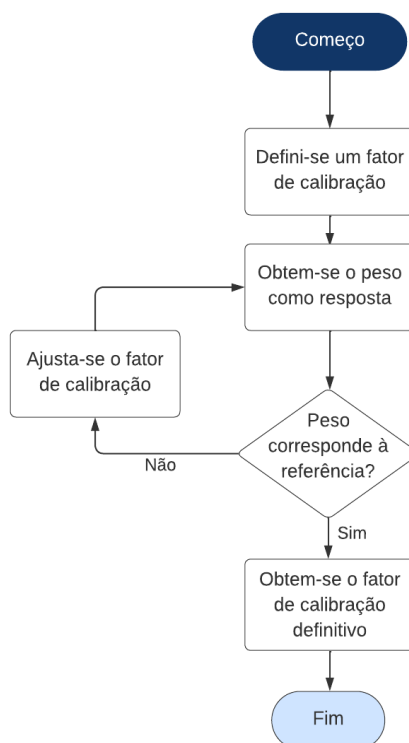 Começo
Defini-se um fator
de calibração
Obtem-se o peso
como resposta
Ajusta-se o fator
de calibração
Peso
corresponde à
referência?
Não
Sim
Obtem-se o fator
de calibração
definitivo
Fim